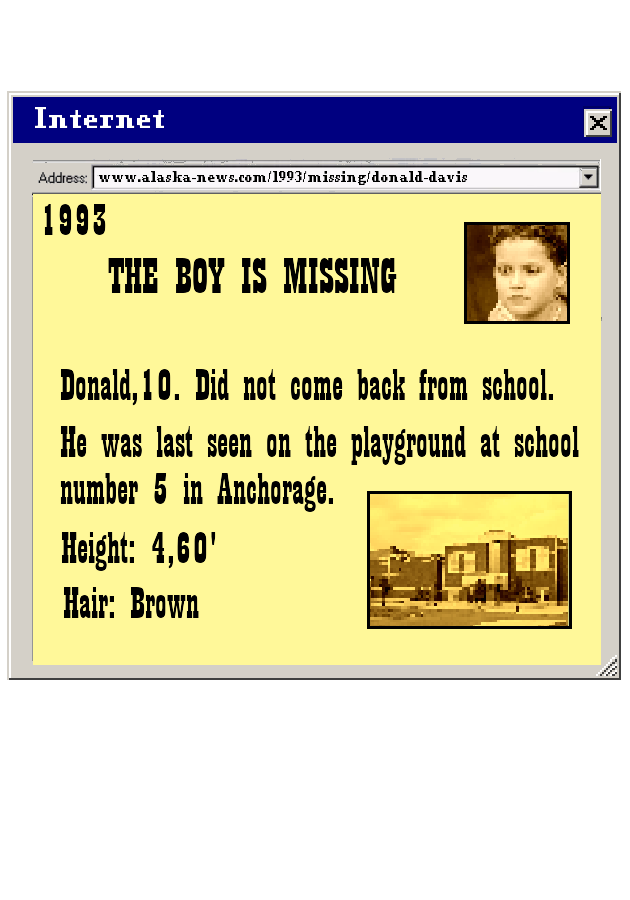 Internet
Address: www.alaska-news.com/1993/missing/donald-davis
1993
THE BOY IS MISSING
Donald,10. Did not come back from school.
He was last seen on the playground at school
number 5 in Anchorage.
Height: 4,60'
Hair: Brown